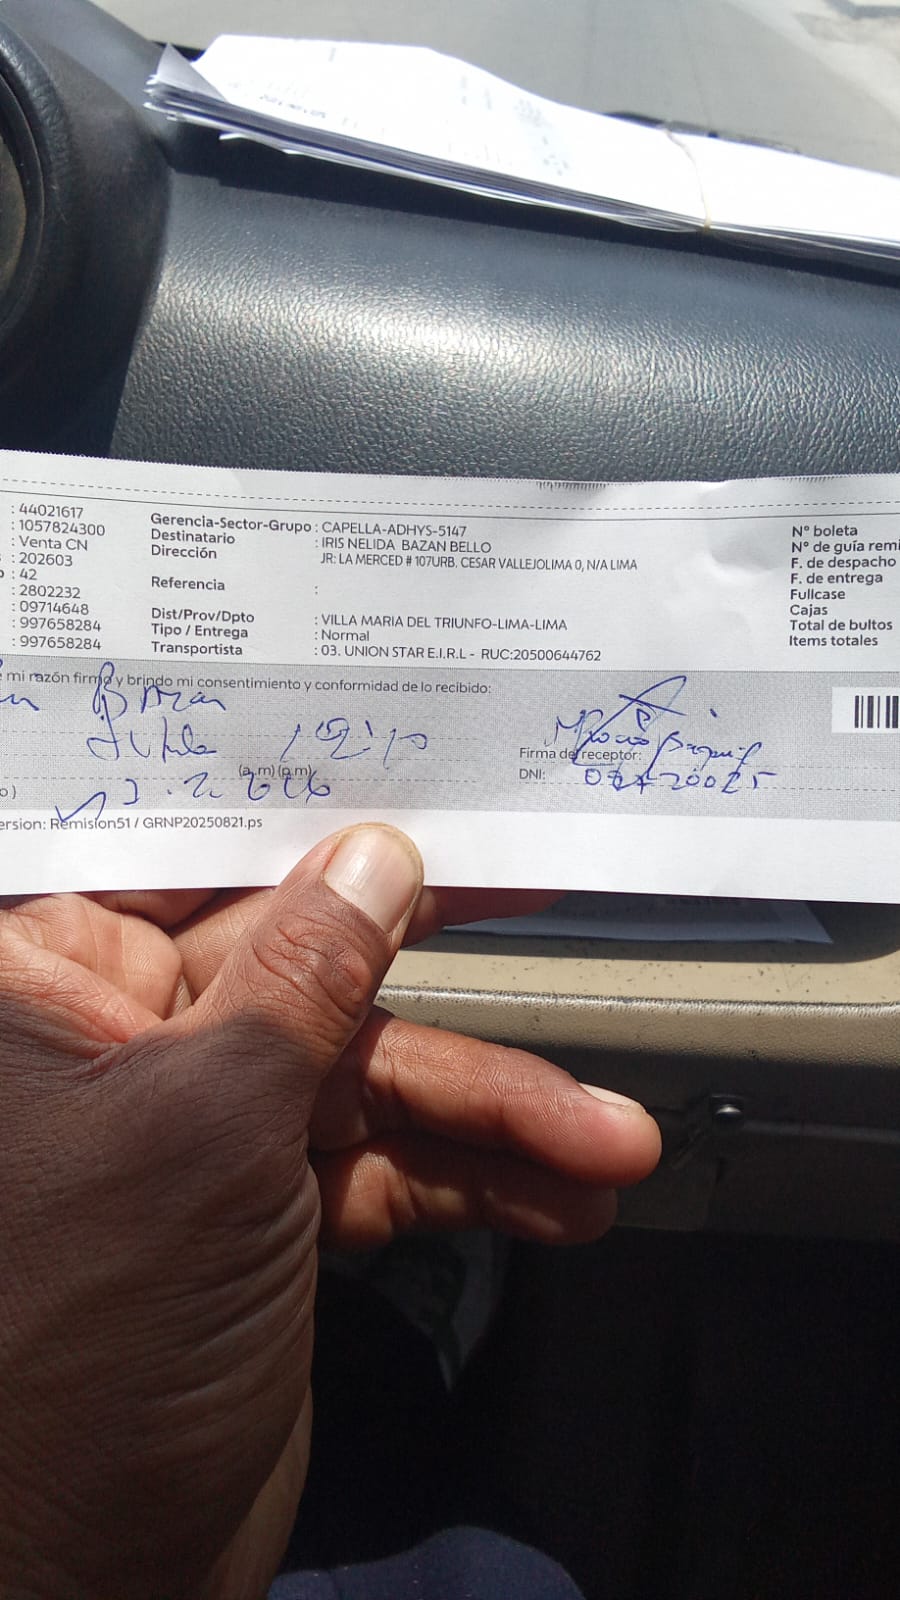 : 44021617
: 1057824300
: Venta CN
: 202603
: 42
: 2802232
: 09714648
: 997658284
: 997658284
Gerencia-Sector-Grupo : CAPELLA-ADHYS-5147
Destinatario : IRIS NELIDA BAZAN BELLO
Dirección JR: LA MERCED # 107URB. CESAR VALLEJOLIMA 0, N/A LIMA
Referencia :
Dist/Prov/Dpto : VILLA MARIA DEL TRIUNFO-LIMA-LIMA
Tipo / Entrega : Normal
Transportista : 03. UNION STAR E.I.R.L - RUC:20500644762
N° boleta
N° de guía remi
F. de despacho
F. de entrega
Fullcase
Cajas
Total de bultos
Items totales
mi razón firmo y brindo mi consentimiento y conformidad de lo recibido:
Bazan
Firma del receptor:
(a.m) (p.m)
DNI:
o)
ersion: Remision51 / GRNP20250821.ps